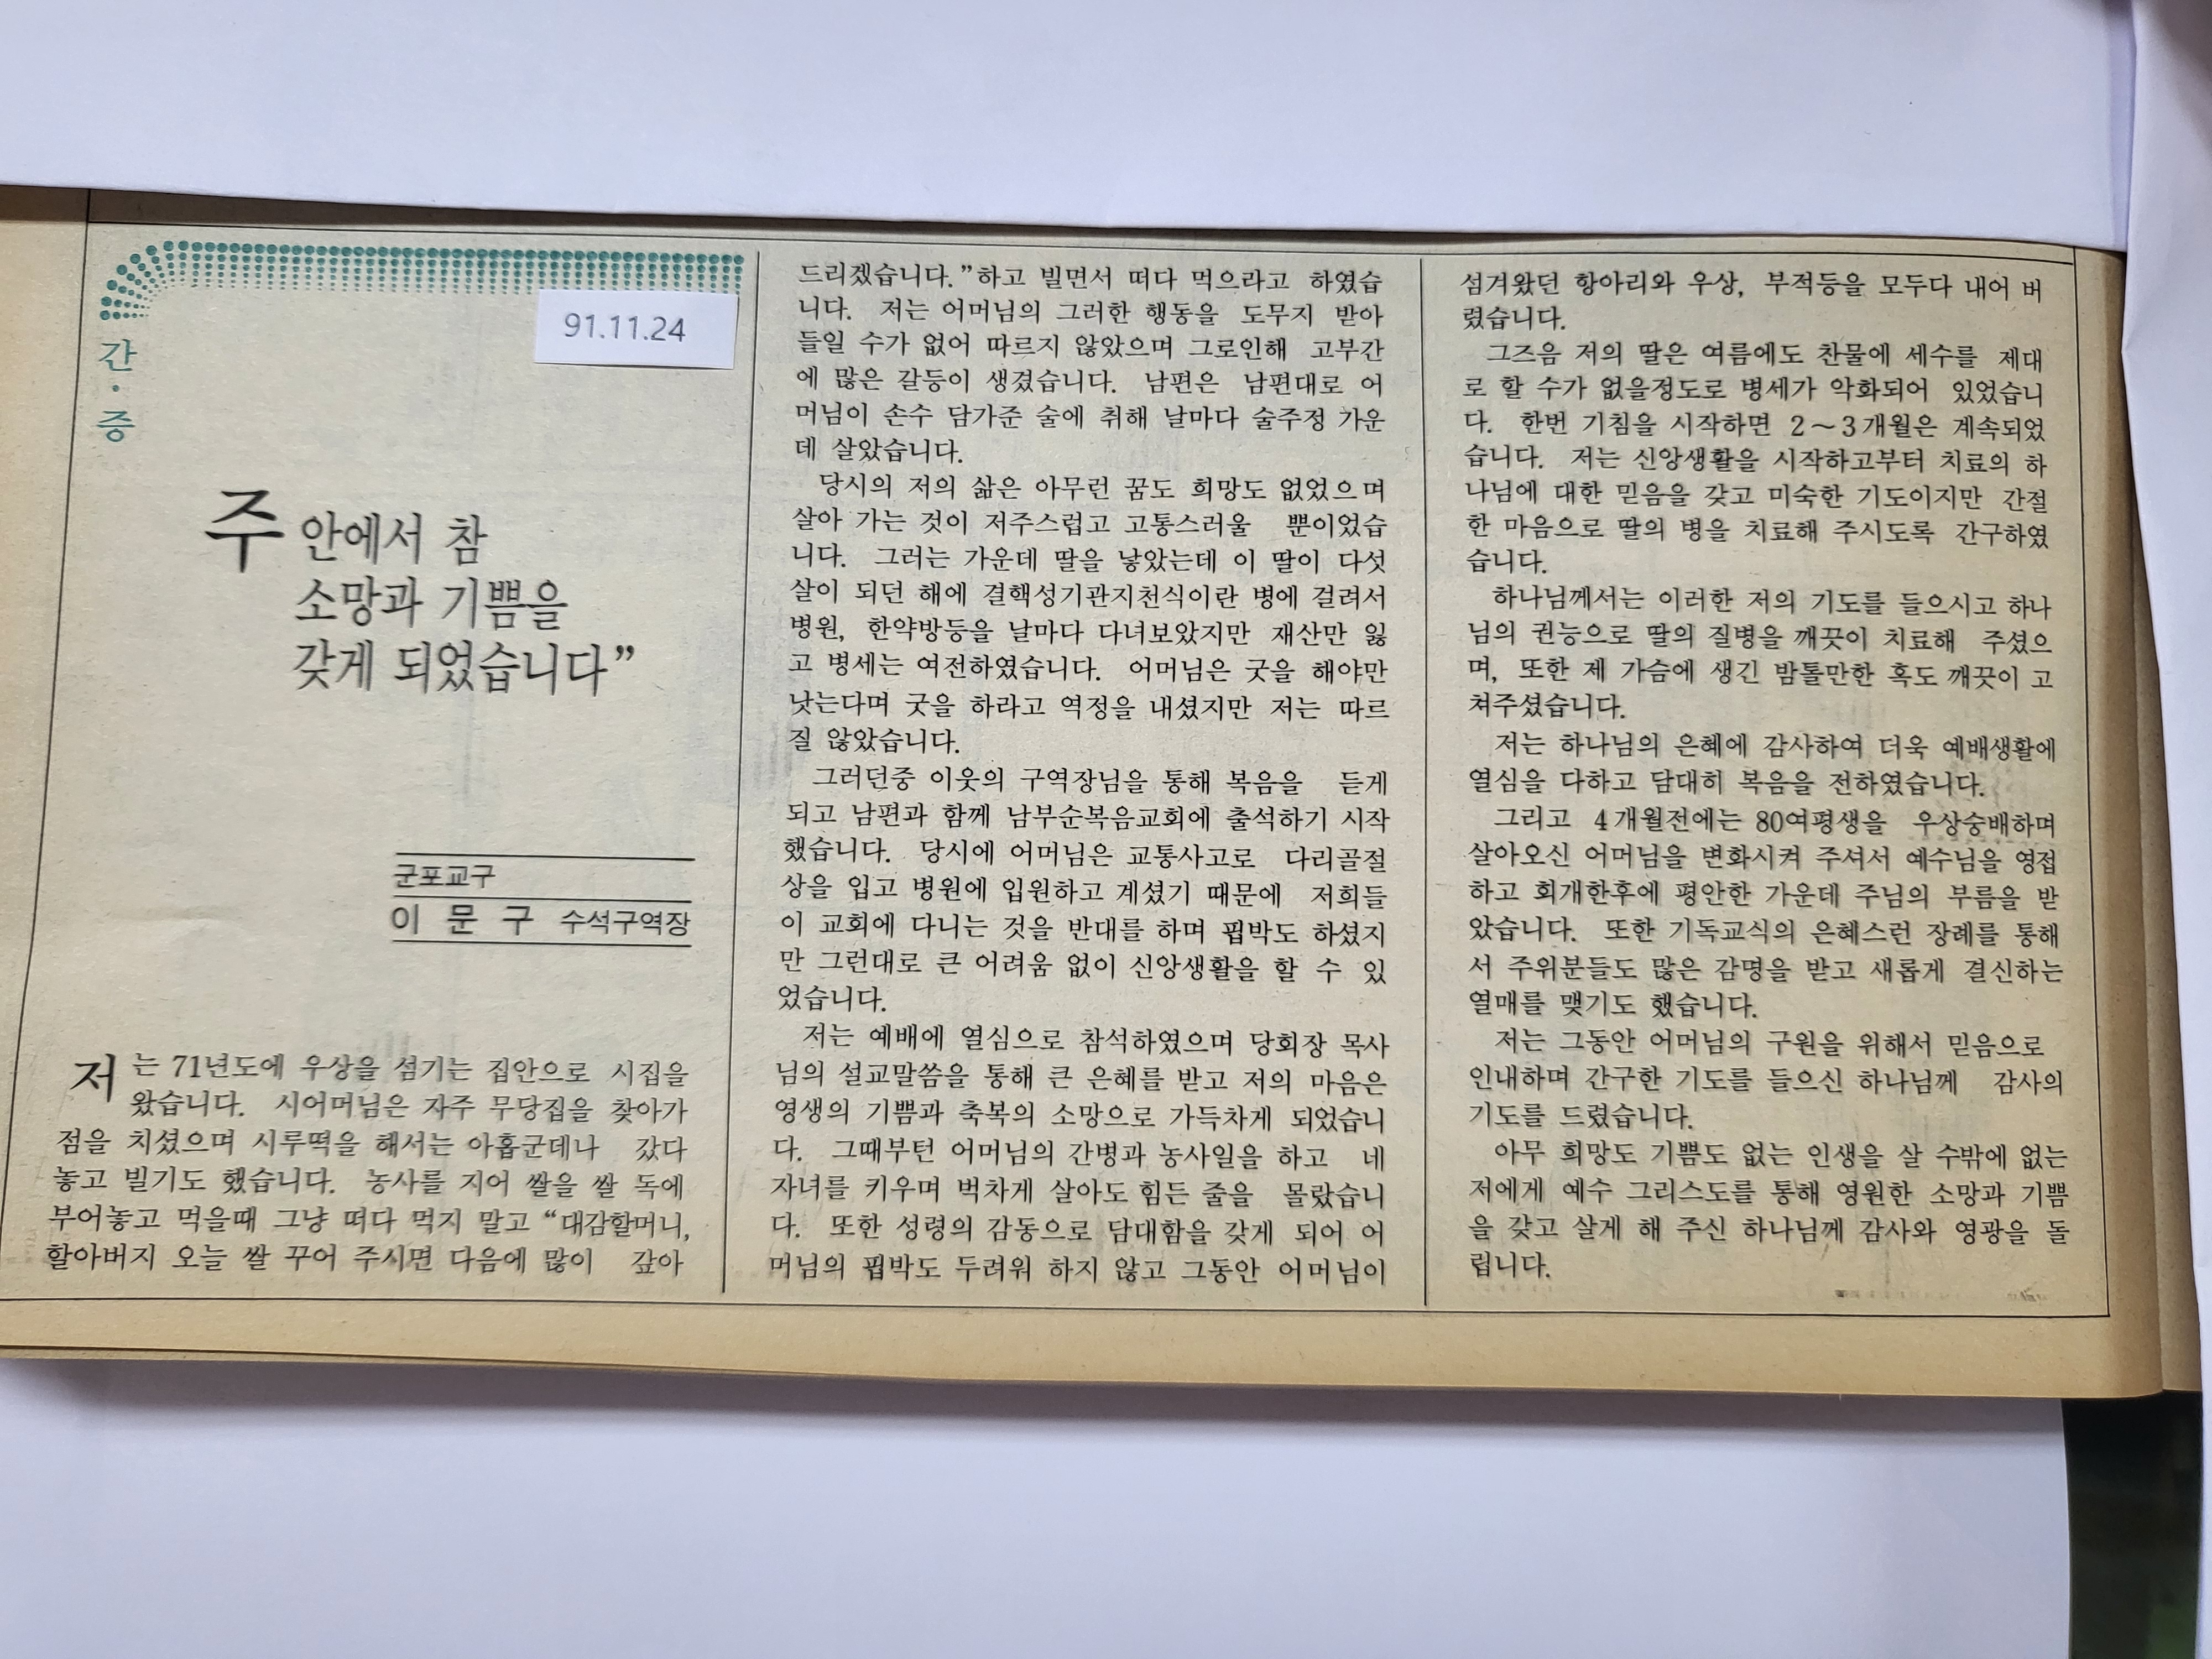 91.11.24
간·증
주 안에서 참
소망과 기쁨을
갖게 되었습니다”
군포교구
이 문 구 수석구역장
저는 71년도에 우상을 섬기는 집안으로 시집을
왔습니다. 시어머님은 자주 무당집을 찾아가
점을 치셨으며 시루떡을 해서는 아홉군데나 갔다
놓고 빌기도 했습니다. 농사를 지어 쌀을 쌀 독에
부어놓고 먹을때 그냥 떠다 먹지 말고 “대감할머니,
할아버지 오늘 쌀 꾸어 주시면 다음에 많이 갚아
드리겠습니다.”하고 빌면서 떠다 먹으라고 하였습
니다. 저는 어머님의 그러한 행동을 도무지 받아
들일 수가 없어 따르지 않았으며 그로인해 고부간
에 많은 갈등이 생겼습니다. 남편은 남편대로 어
머님이 손수 담가준 술에 취해 날마다 술주정 가운
데 살았습니다.
당시의 저의 삶은 아무런 꿈도 희망도 없었으며
살아 가는 것이 저주스럽고 고통스러울 뿐이었습
니다. 그러는 가운데 딸을 낳았는데 이 딸이 다섯
살이 되던 해에 결핵성기관지천식이란 병에 걸려서
병원, 한약방등을 날마다 다녀보았지만 재산만 잃
고 병세는 여전하였습니다. 어머님은 굿을 해야만
낫는다며 굿을 하라고 역정을 내셨지만 저는 따르
질 않았습니다.
그러던중 이웃의 구역장님을 통해 복음을 듣게
되고 남편과 함께 남부순복음교회에 출석하기 시작
했습니다. 당시에 어머님은 교통사고로 다리골절
상을 입고 병원에 입원하고 계셨기 때문에 저희들
이 교회에 다니는 것을 반대를 하며 핍박도 하셨지
만 그런대로 큰 어려움 없이 신앙생활을 할 수 있
었습니다.
저는 예배에 열심으로 참석하였으며 당회장 목사
님의 설교말씀을 통해 큰 은혜를 받고 저의 마음은
영생의 기쁨과 축복의 소망으로 가득차게 되었습니
다. 그때부턴 어머님의 간병과 농사일을 하고 네
자녀를 키우며 벅차게 살아도 힘든 줄을 몰랐습니
다. 또한 성령의 감동으로 담대함을 갖게 되어 어
머님의 핍박도 두려워 하지 않고 그동안 어머님이
섬겨왔던 항아리와 우상, 부적등을 모두다 내어 버
렸습니다.
그즈음 저의 딸은 여름에도 찬물에 세수를 제대
로 할 수가 없을정도로 병세가 악화되어 있었습니
다. 한번 기침을 시작하면 2～3개월은 계속되었
습니다. 저는 신앙생활을 시작하고부터 치료의 하
나님에 대한 믿음을 갖고 미숙한 기도이지만 간절
한 마음으로 딸의 병을 치료해 주시도록 간구하였
습니다.
하나님께서는 이러한 저의 기도를 들으시고 하나
님의 권능으로 딸의 질병을 깨끗이 치료해 주셨으
며, 또한 제 가슴에 생긴 밤톨만한 혹도 깨끗이 고
쳐주셨습니다.
저는 하나님의 은혜에 감사하여 더욱 예배생활에
열심을 다하고 담대히 복음을 전하였습니다.
그리고 4개월전에는 80여평생을 우상숭배하며
살아오신 어머님을 변화시켜 주셔서 예수님을 영접
하고 회개한후에 평안한 가운데 주님의 부름을 받
았습니다. 또한 기독교식의 은혜스런 장례를 통해
서 주위분들도 많은 감명을 받고 새롭게 결신하는
열매를 맺기도 했습니다.
저는 그동안 어머님의 구원을 위해서 믿음으로
인내하며 간구한 기도를 들으신 하나님께 감사의
기도를 드렸습니다.
아무 희망도 기쁨도 없는 인생을 살 수밖에 없는
저에게 예수 그리스도를 통해 영원한 소망과 기쁨
을 갖고 살게 해 주신 하나님께 감사와 영광을 돌
립니다.